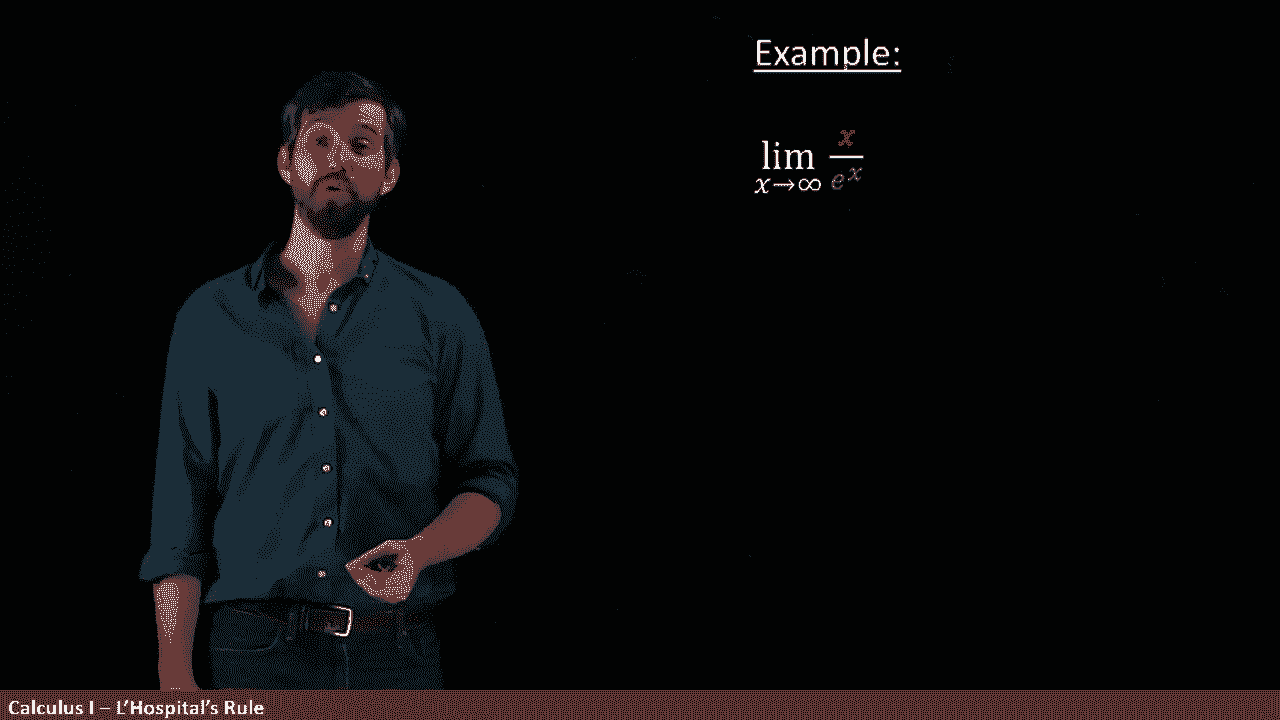 Example:
lim x→∞ x/e^x
Calculus I – L'Hospital's Rule